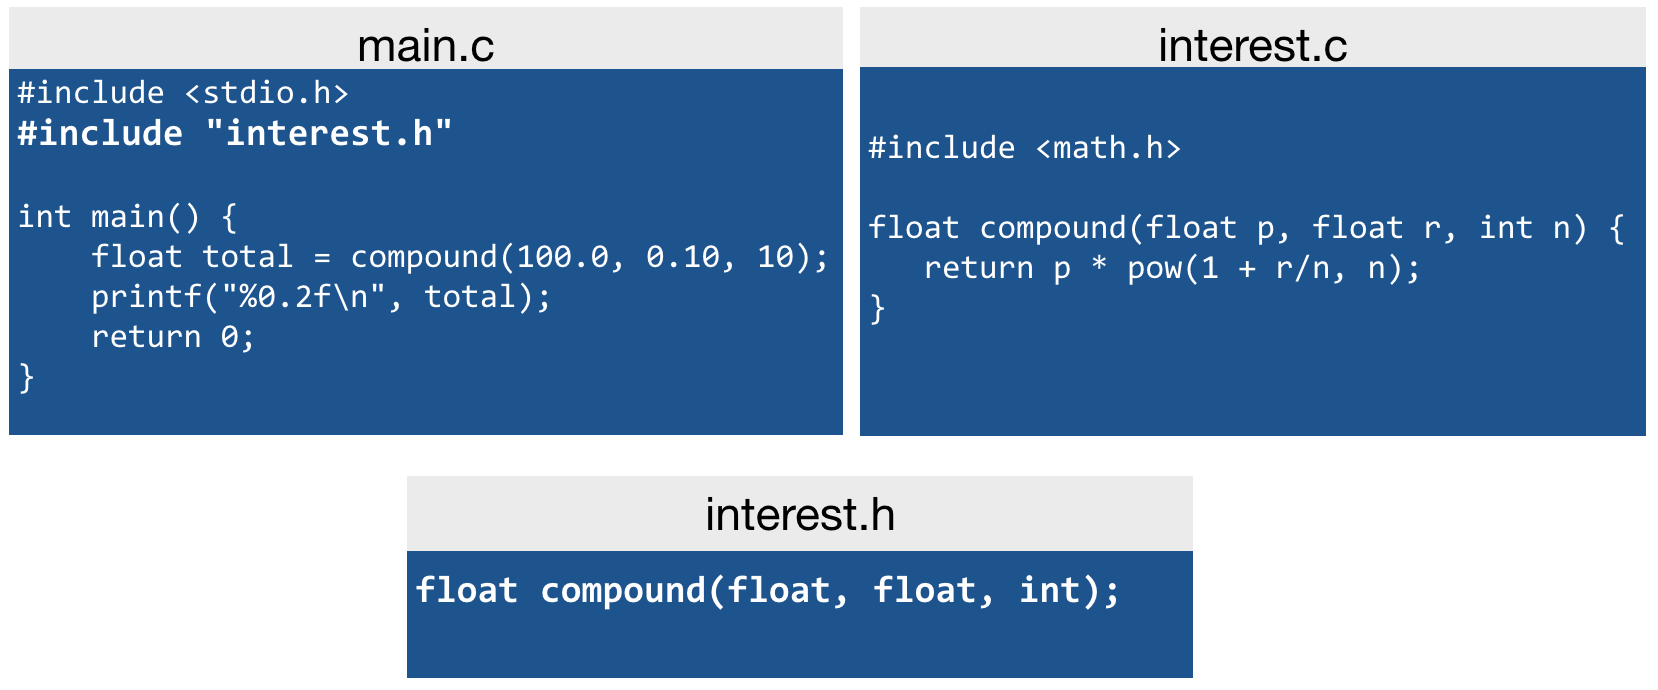 main.c
#include <stdio.h>
#include "interest.h"
int main() {
    float total = compound(100.0, 0.10, 10);
    printf("%0.2f\n", total);
    return 0;
}
interest.c
#include <math.h>
float compound(float p, float r, int n) {
   return p * pow(1 + r/n, n);
}
interest.h
float compound(float, float, int);